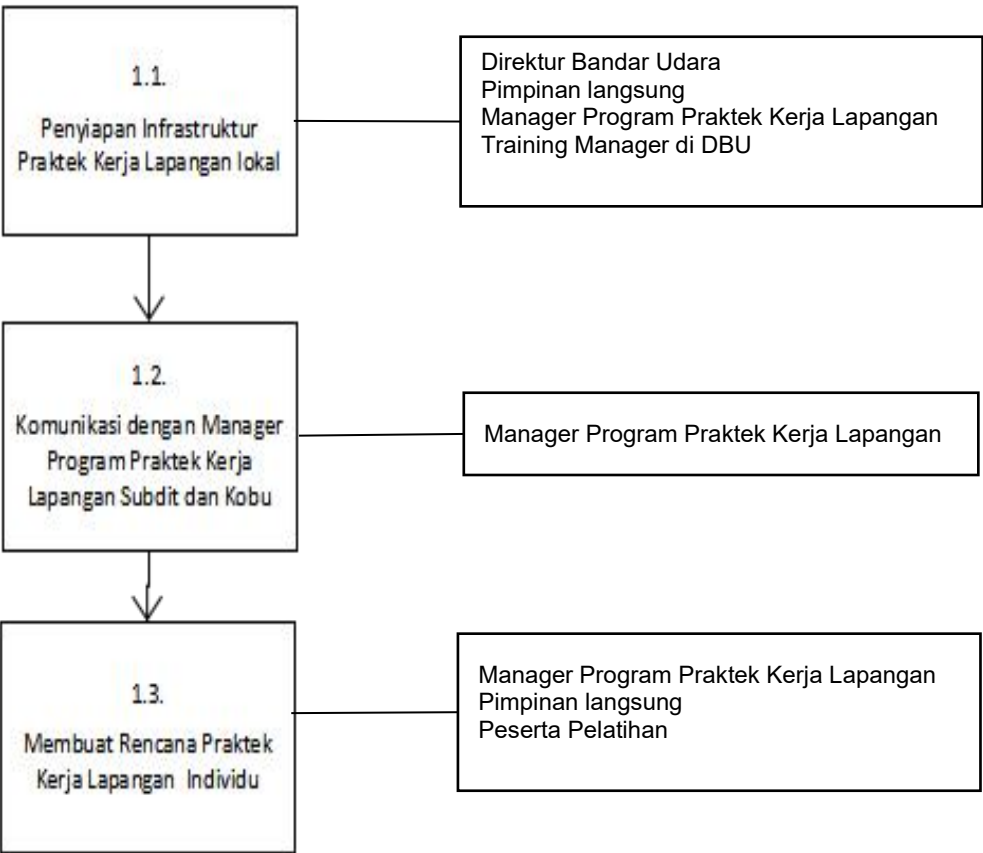 1.1.
Penyiapan Infrastruktur
Praktek Kerja Lapangan lokal
Direktur Bandar Udara
Pimpinan langsung
Manager Program Praktek Kerja Lapangan
Training Manager di DBU
1.2.
Komunikasi dengan Manager
Program Praktek Kerja
Lapangan Subdit dan Kobu
Manager Program Praktek Kerja Lapangan
1.3.
Membuat Rencana Praktek
Kerja Lapangan Individu
Manager Program Praktek Kerja Lapangan
Pimpinan langsung
Peserta Pelatihan